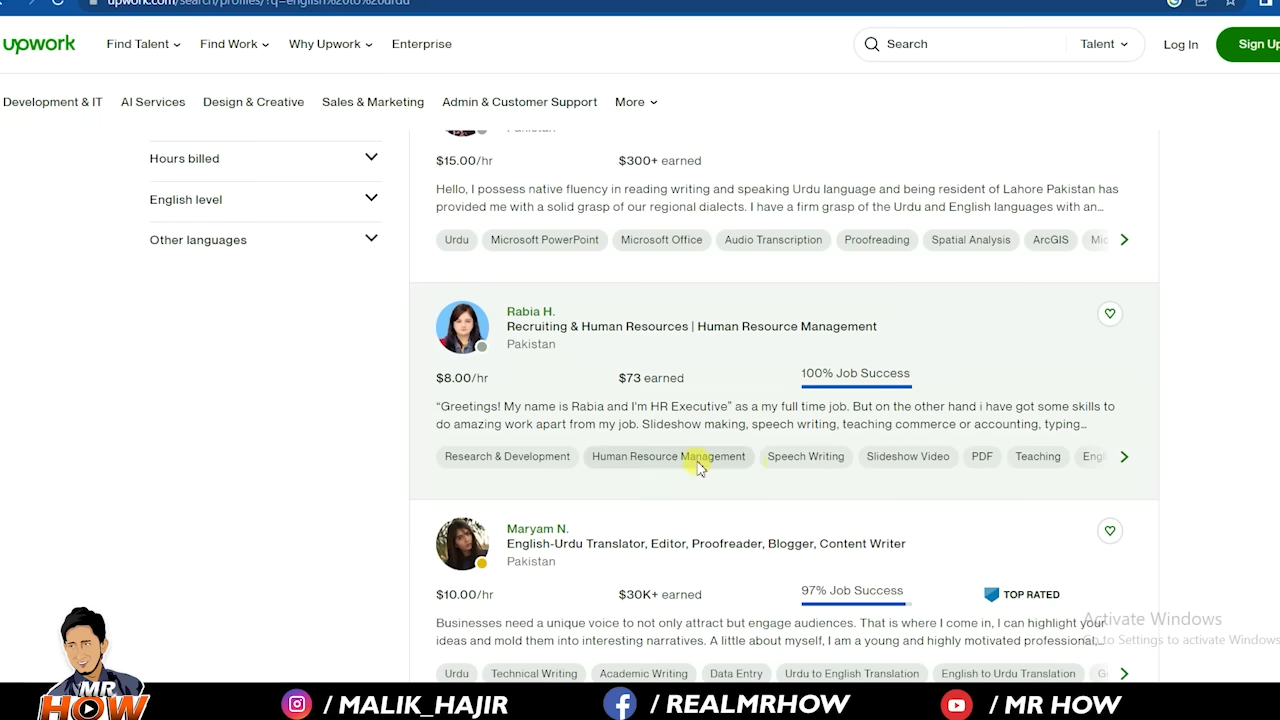 upwork.com/search/profiles/?q=english%20to%20urdu
upwork
Find Talent
Find Work
Why Upwork
Enterprise
Search
Talent
Log In
Sign Up
Development & IT
AI Services
Design & Creative
Sales & Marketing
Admin & Customer Support
More
Hours billed
English level
Other languages
Pakistan
$15.00/hr
$300+ earned
Hello, I possess native fluency in reading writing and speaking Urdu language and being resident of Lahore Pakistan has
provided me with a solid grasp of our regional dialects. I have a firm grasp of the Urdu and English languages with an...
Urdu
Microsoft PowerPoint
Microsoft Office
Audio Transcription
Proofreading
Spatial Analysis
ArcGIS
Mic
Rabia H.
Recruiting & Human Resources | Human Resource Management
Pakistan
$8.00/hr
$73 earned
100% Job Success
“Greetings! My name is Rabia and I'm HR Executive” as a my full time job. But on the other hand i have got some skills to
do amazing work apart from my job. Slideshow making, speech writing, teaching commerce or accounting, typing...
Research & Development
Human Resource Management
Speech Writing
Slideshow Video
PDF
Teaching
Engl
Maryam N.
English-Urdu Translator, Editor, Proofreader, Blogger, Content Writer
Pakistan
$10.00/hr
$30K+ earned
97% Job Success
TOP RATED
Businesses need a unique voice to not only attract but engage audiences. That is where I come in, I can highlight your
ideas and mold them into interesting narratives. A little about myself, I am a young and highly motivated professional,...
Urdu
Technical Writing
Academic Writing
Data Entry
Urdu to English Translation
English to Urdu Translation
G
Activate Windows
Go to Settings to activate Windows
MR
HOW
/ MALIK_HAJIR
/ REALMRHOW
/ MR HOW